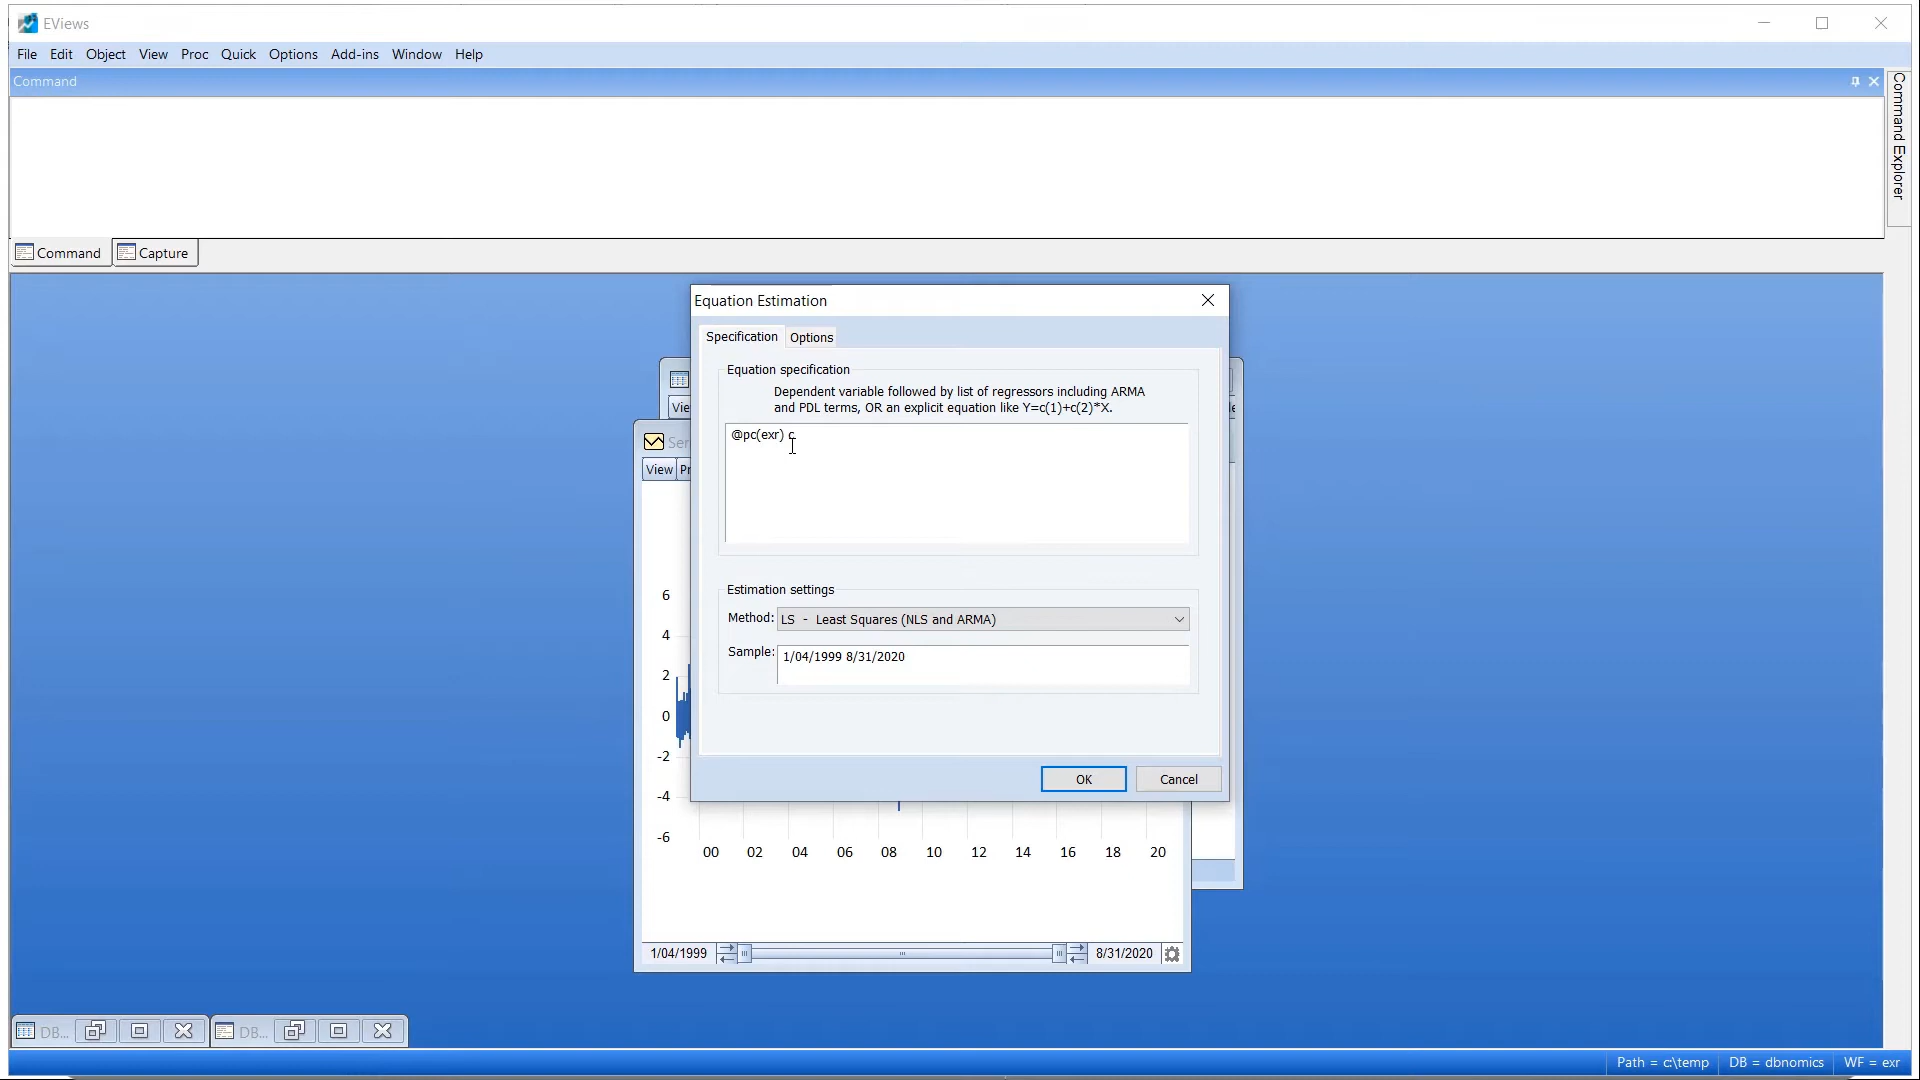 EViews
File Edit Object View Proc Quick Options Add-ins Window Help
Command
Command Explorer
Command Capture
Equation Estimation
Specification Options
Equation specification
Dependent variable followed by list of regressors including ARMA
and PDL terms, OR an explicit equation like Y=c(1)+c(2)*X.
@pc(exr) c
Estimation settings
Method: LS - Least Squares (NLS and ARMA)
Sample: 1/04/1999 8/31/2020
OK Cancel
View
6
4
2
0
-2
-4
-6
00 02 04 06 08 10 12 14 16 18 20
1/04/1999 8/31/2020
DB... DB...
Path = c:\temp DB = dbnomics WF = exr